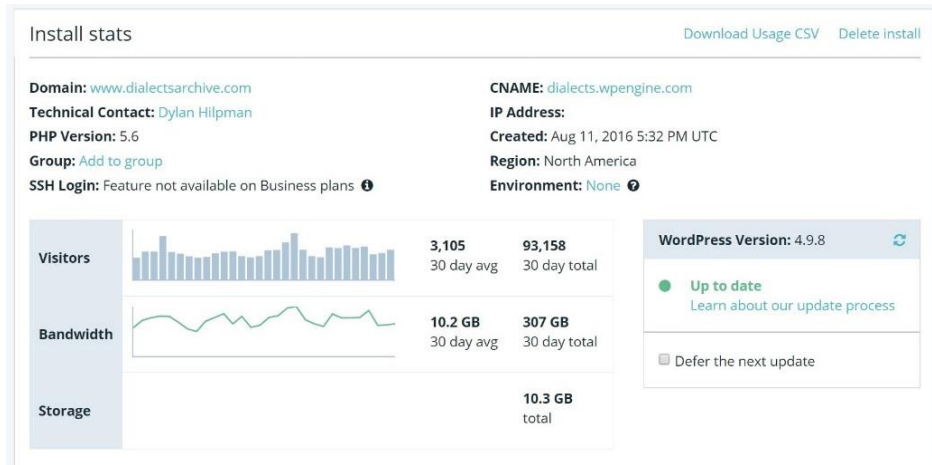 Install stats
Download Usage CSV Delete install
Domain: www.dialectsarchive.com
Technical Contact: Dylan Hilpman
PHP Version: 5.6
Group: Add to group
SSH Login: Feature not available on Business plans
CNAME: dialects.wpengine.com
IP Address:
Created: Aug 11, 2016 5:32 PM UTC
Region: North America
Environment: None
Visitors
3,105 93,158
30 day avg 30 day total
Bandwidth
10.2 GB 307 GB
30 day avg 30 day total
Storage
10.3 GB
total
WordPress Version: 4.9.8
Up to date
Learn about our update process
Defer the next update